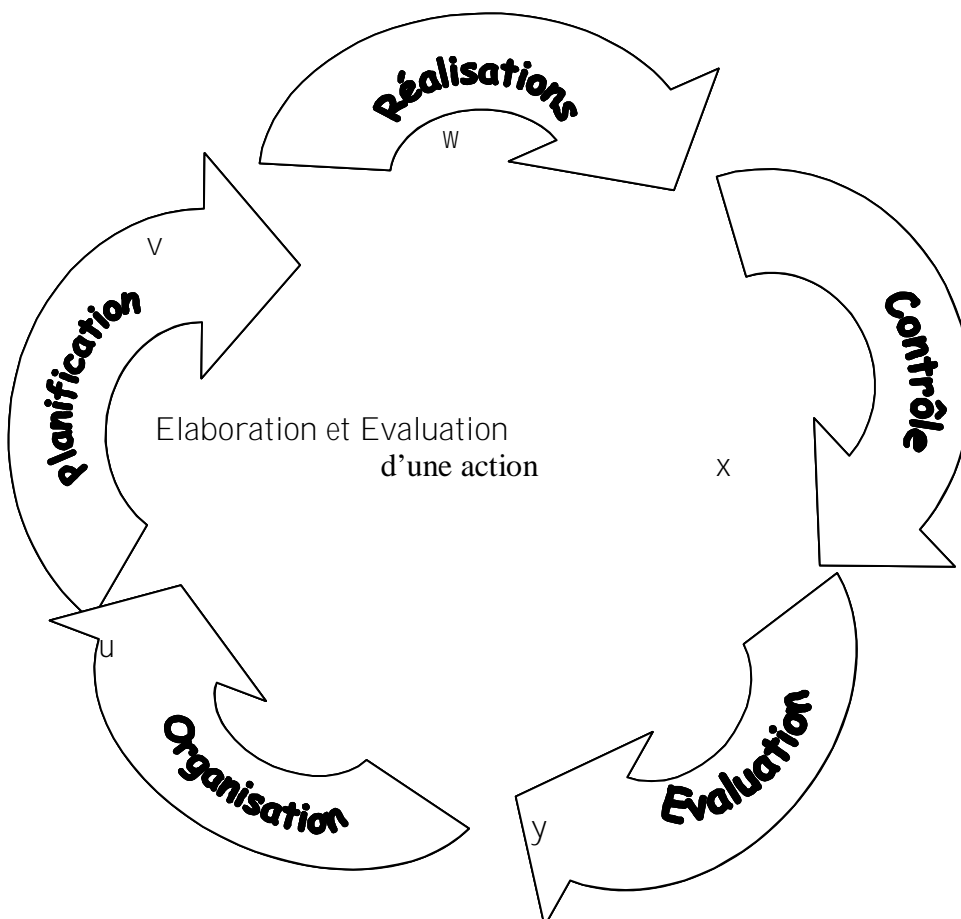 Réalisations
w
v
Contrôle
Planification
Elaboration et Evaluation
d'une action
x
u
Organisation
Evaluation
y